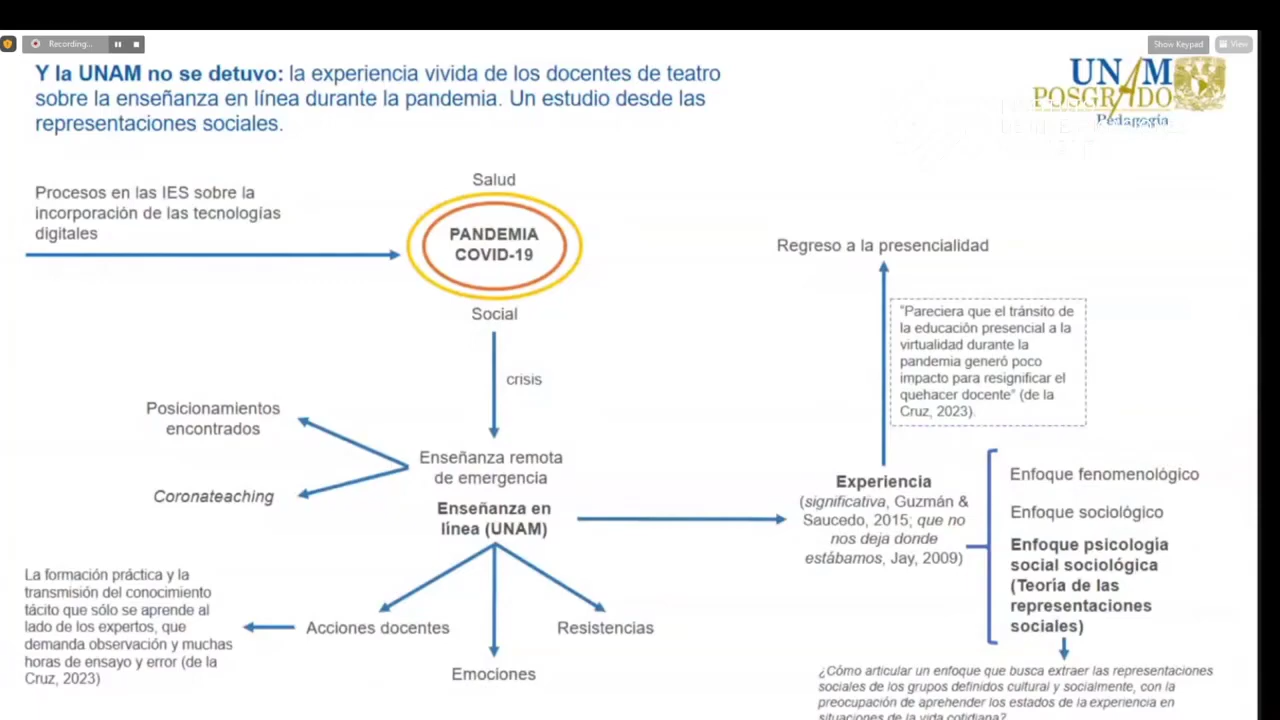 Recording...
Show Keypad
View
Y la UNAM no se detuvo: la experiencia vivida de los docentes de teatro
sobre la enseñanza en línea durante la pandemia. Un estudio desde las
representaciones sociales.
UNAM
POSGRADO
Pedagogía
Procesos en las IES sobre la
incorporación de las tecnologías
digitales
Salud
PANDEMIA
COVID-19
Social
crisis
Posicionamientos
encontrados
Coronateaching
Enseñanza remota
de emergencia
Enseñanza en
línea (UNAM)
La formación práctica y la
transmisión del conocimiento
tácito que sólo se aprende al
lado de los expertos, que
demanda observación y muchas
horas de ensayo y error (de la
Cruz, 2023)
Acciones docentes
Emociones
Resistencias
Regreso a la presencialidad
"Pareciera que el tránsito de
la educación presencial a la
virtualidad durante la
pandemia generó poco
impacto para resignificar el
quehacer docente" (de la
Cruz, 2023).
Experiencia
(significativa, Guzmán &
Saucedo, 2015; que no
nos deja donde
estábamos, Jay, 2009)
Enfoque fenomenológico
Enfoque sociológico
Enfoque psicología
social sociológica
(Teoría de las
representaciones
sociales)
¿Cómo articular un enfoque que busca extraer las representaciones
sociales de los grupos definidos cultural y socialmente, con la
preocupación de aprehender los estados de la experiencia en
situaciones de la vida cotidiana?